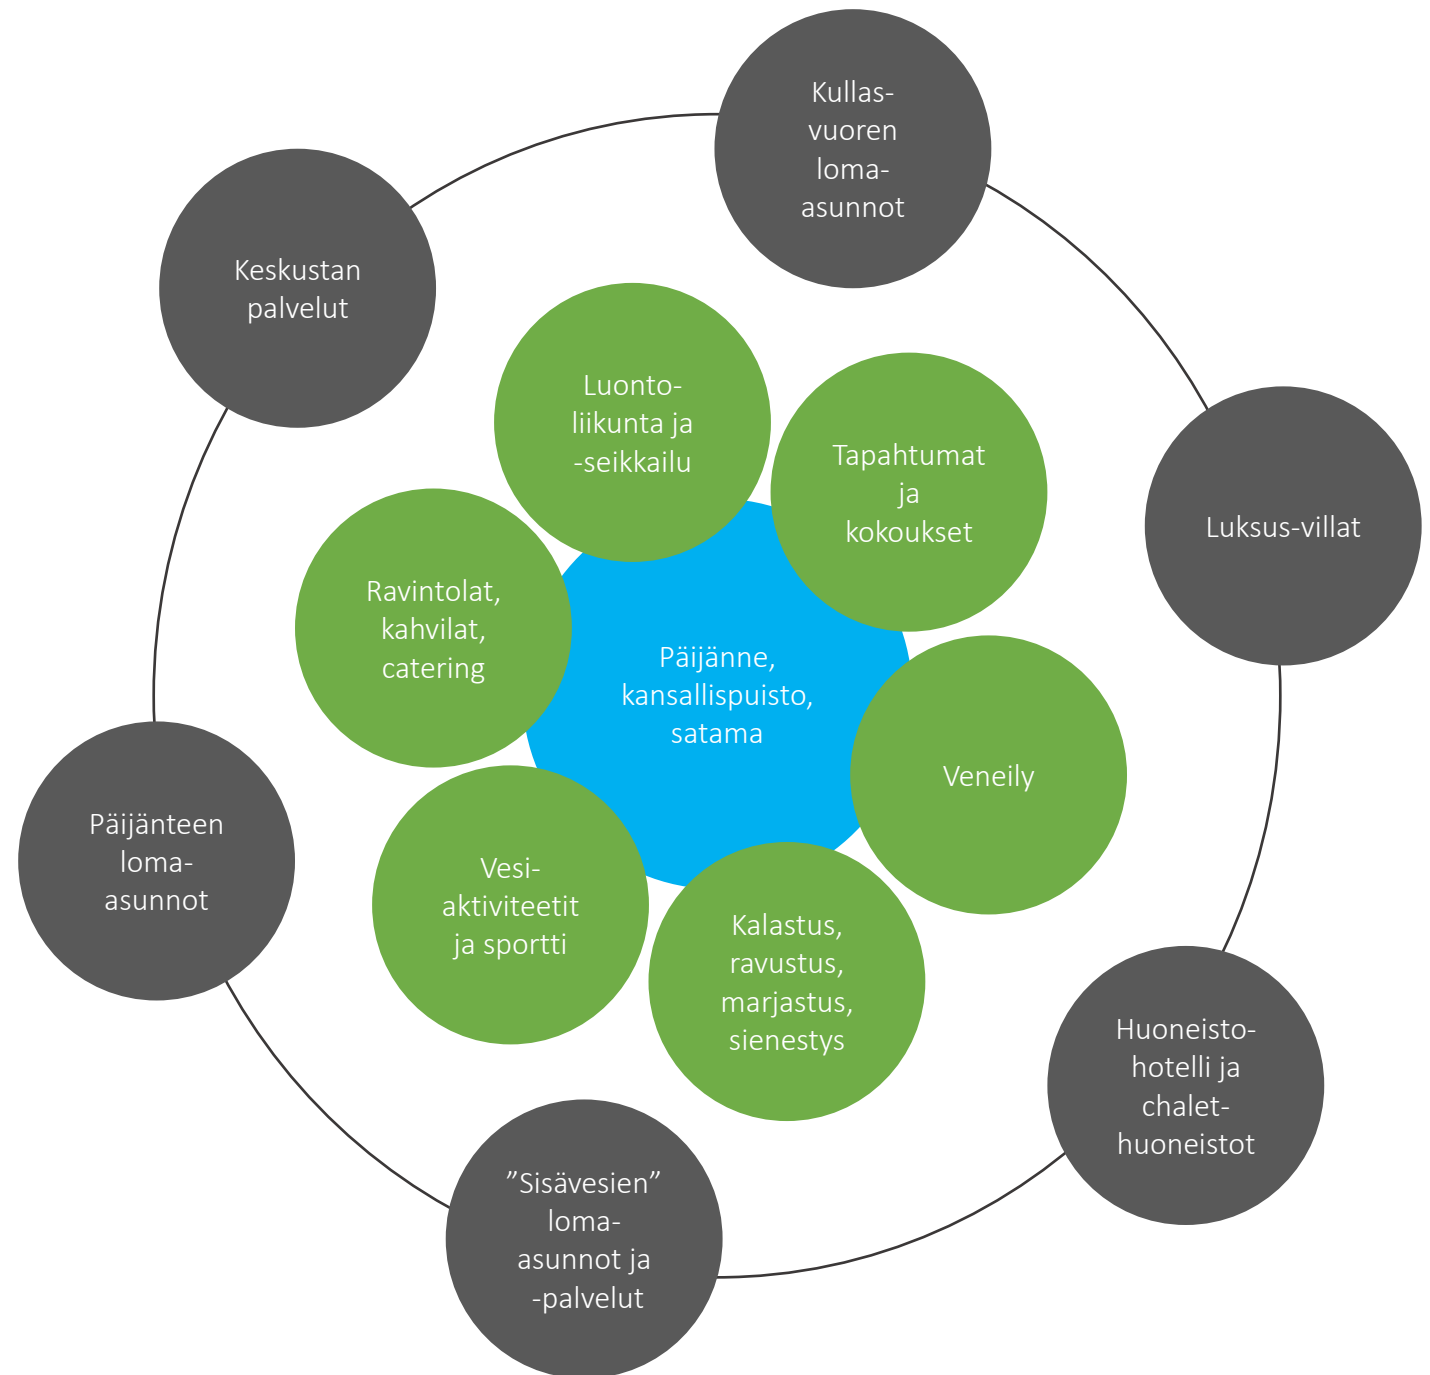 Kullas-
vuoren
loma-
asunnot
Keskustan
palvelut
Luonto-
liikunta ja
-seikkailu
Tapahtumat
ja
kokoukset
Luksus-villat
Ravintolat,
kahvilat,
catering
Päijänne,
kansallispuisto,
satama
Veneily
Päijänteen
loma-
asunnot
Vesi-
aktiviteetit
ja sportti
Kalastus,
ravustus,
marjastus,
sienestys
Huoneisto-
hotelli ja
chalet-
huoneistot
”Sisävesien”
loma-
asunnot ja
-palvelut